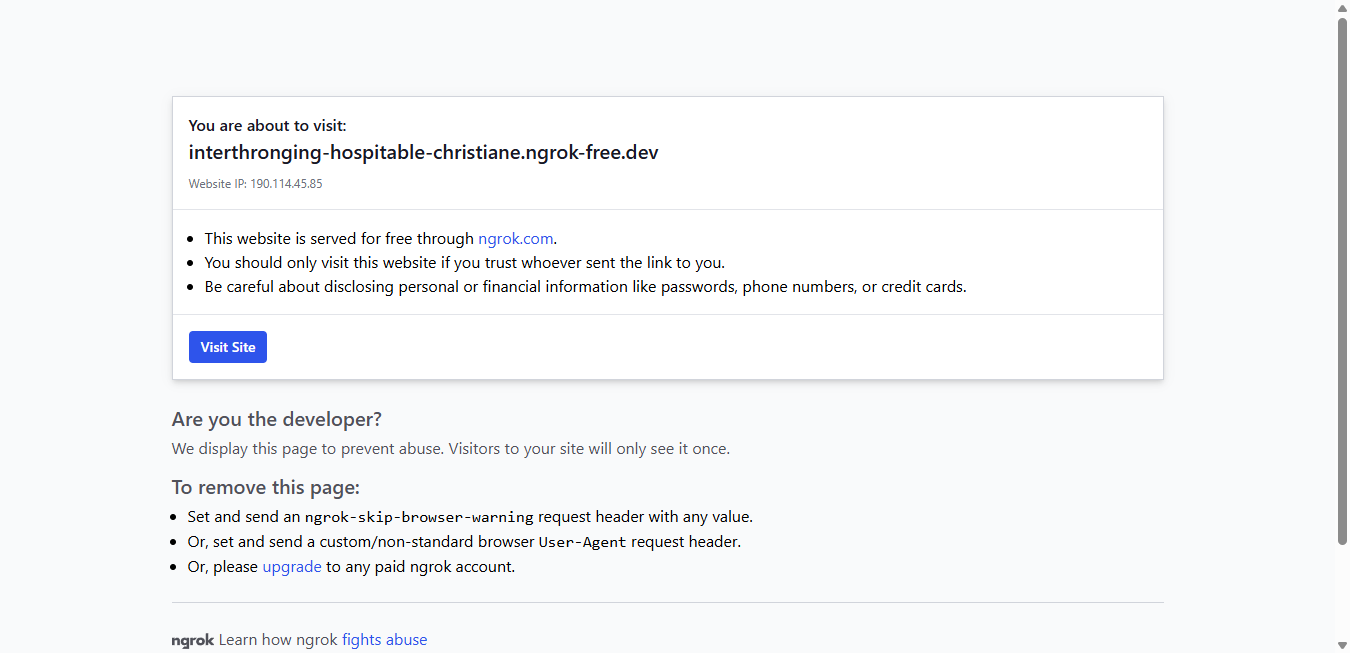 You are about to visit:
interthronging-hospitable-christiane.ngrok-free.dev
Website IP: 190.114.45.85
This website is served for free through ngrok.com.
You should only visit this website if you trust whoever sent the link to you.
Be careful about disclosing personal or financial information like passwords, phone numbers, or credit cards.
Visit Site
Are you the developer?
We display this page to prevent abuse. Visitors to your site will only see it once.
To remove this page:
Set and send an ngrok-skip-browser-warning request header with any value.
Or, set and send a custom/non-standard browser User-Agent request header.
Or, please upgrade to any paid ngrok account.
ngrok Learn how ngrok fights abuse